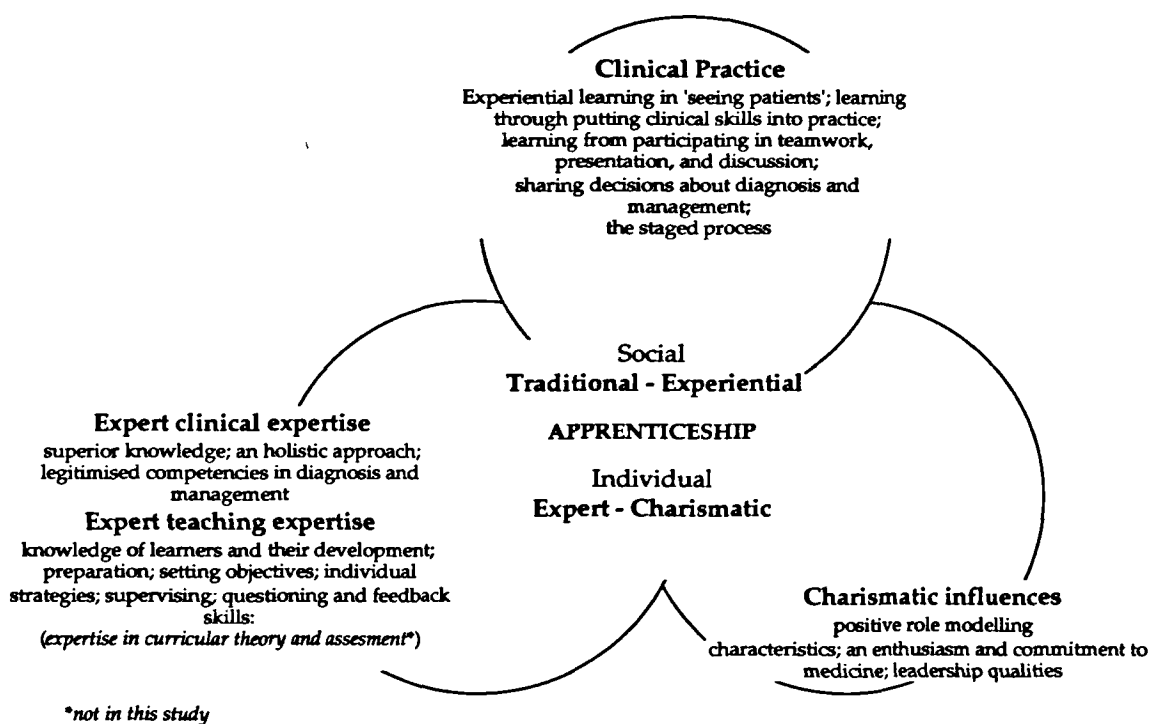 Clinical Practice
Experiential learning in 'seeing patients'; learning
through putting clinical skills into practice;
learning from participating in teamwork,
presentation, and discussion;
sharing decisions about diagnosis and
management;
the staged process
Social
Traditional - Experiential
APPRENTICESHIP
Individual
Expert - Charismatic
Expert clinical expertise
superior knowledge; an holistic approach;
legitimised competencies in diagnosis and
management
Expert teaching expertise
knowledge of learners and their development;
preparation; setting objectives; individual
strategies; supervising; questioning and feedback
skills:
(expertise in curricular theory and assesment*)
Charismatic influences
positive role modelling
characteristics; an enthusiasm and commitment to
medicine; leadership qualities
*not in this study